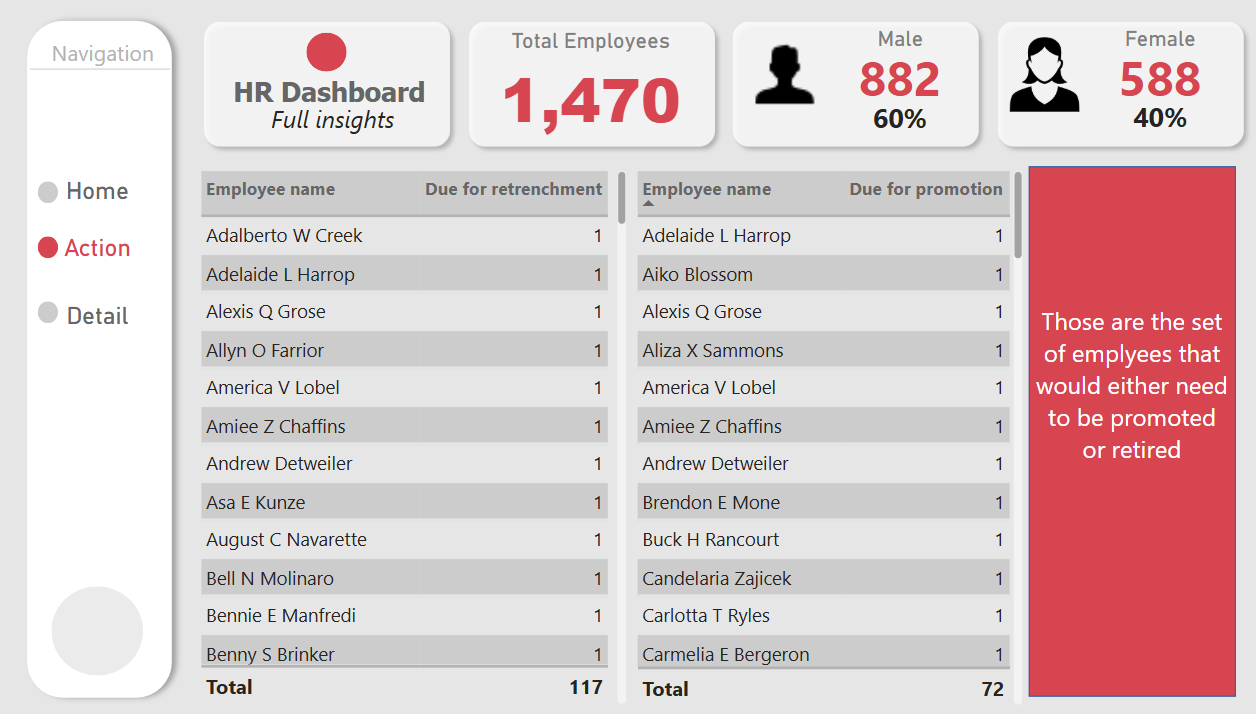 Navigation
Home
Action
Detail
HR Dashboard
Full insights
Total Employees
1,470
Male
882
60%
Female
588
40%
Employee name Due for retrenchment
Adalberto W Creek 1
Adelaide L Harrop 1
Alexis Q Grose 1
Allyn O Farrior 1
America V Lobel 1
Amiee Z Chaffins 1
Andrew Detweiler 1
Asa E Kunze 1
August C Navarette 1
Bell N Molinaro 1
Bennie E Manfredi 1
Benny S Brinker 1
Total 117
Employee name Due for promotion
Adelaide L Harrop 1
Aiko Blossom 1
Alexis Q Grose 1
Aliza X Sammons 1
America V Lobel 1
Amiee Z Chaffins 1
Andrew Detweiler 1
Brendon E Mone 1
Buck H Rancourt 1
Candelaria Zajicek 1
Carlotta T Ryles 1
Carmelia E Bergeron 1
Total 72
Those are the set
of emplyees that
would either need
to be promoted
or retired